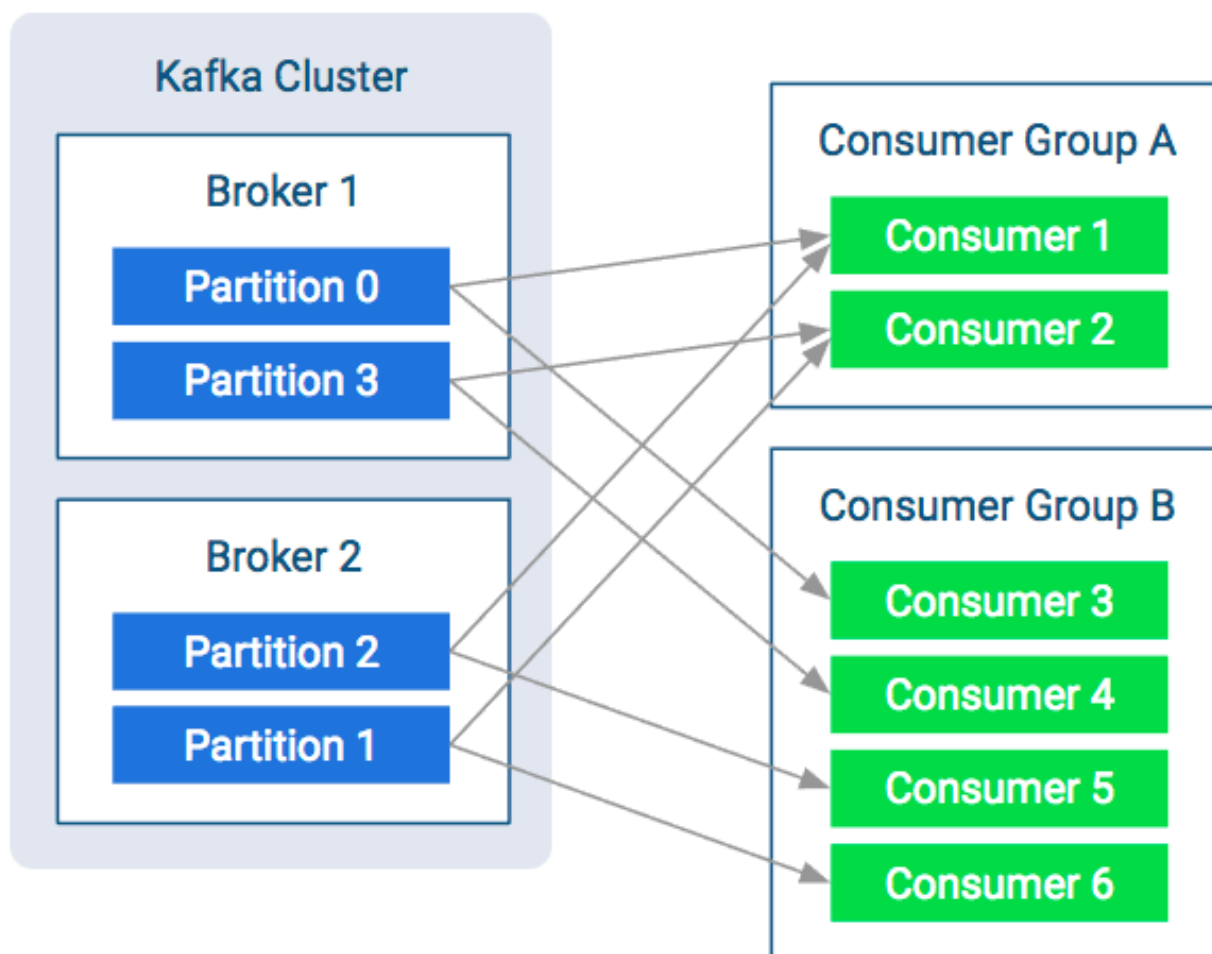 Kafka Cluster
Broker 1
Partition 0
Partition 3
Broker 2
Partition 2
Partition 1
Consumer Group A
Consumer 1
Consumer 2
Consumer Group B
Consumer 3
Consumer 4
Consumer 5
Consumer 6